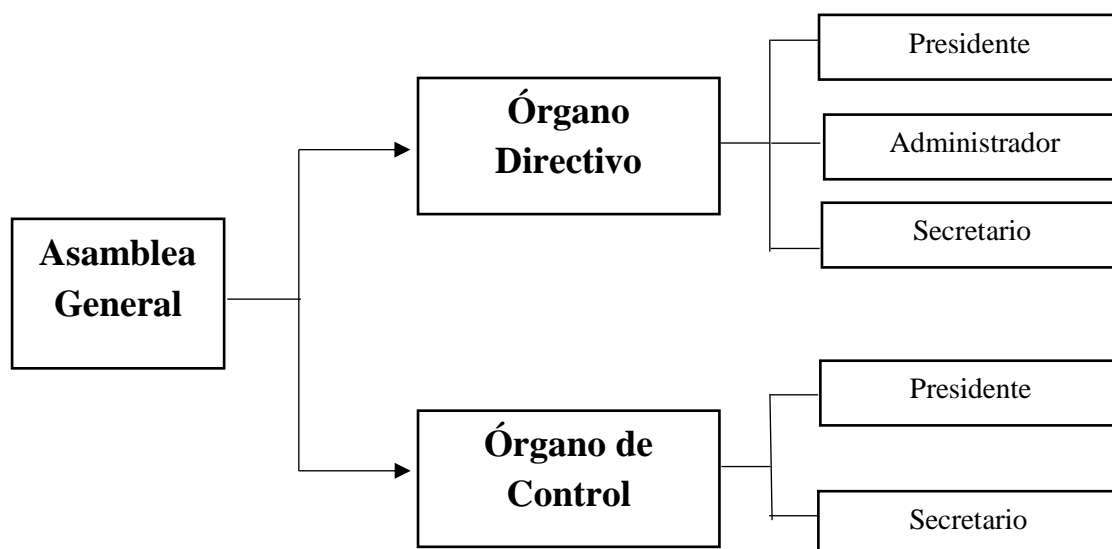 Asamblea
General
Órgano
Directivo
Presidente
Administrador
Secretario
Órgano de
Control
Presidente
Secretario